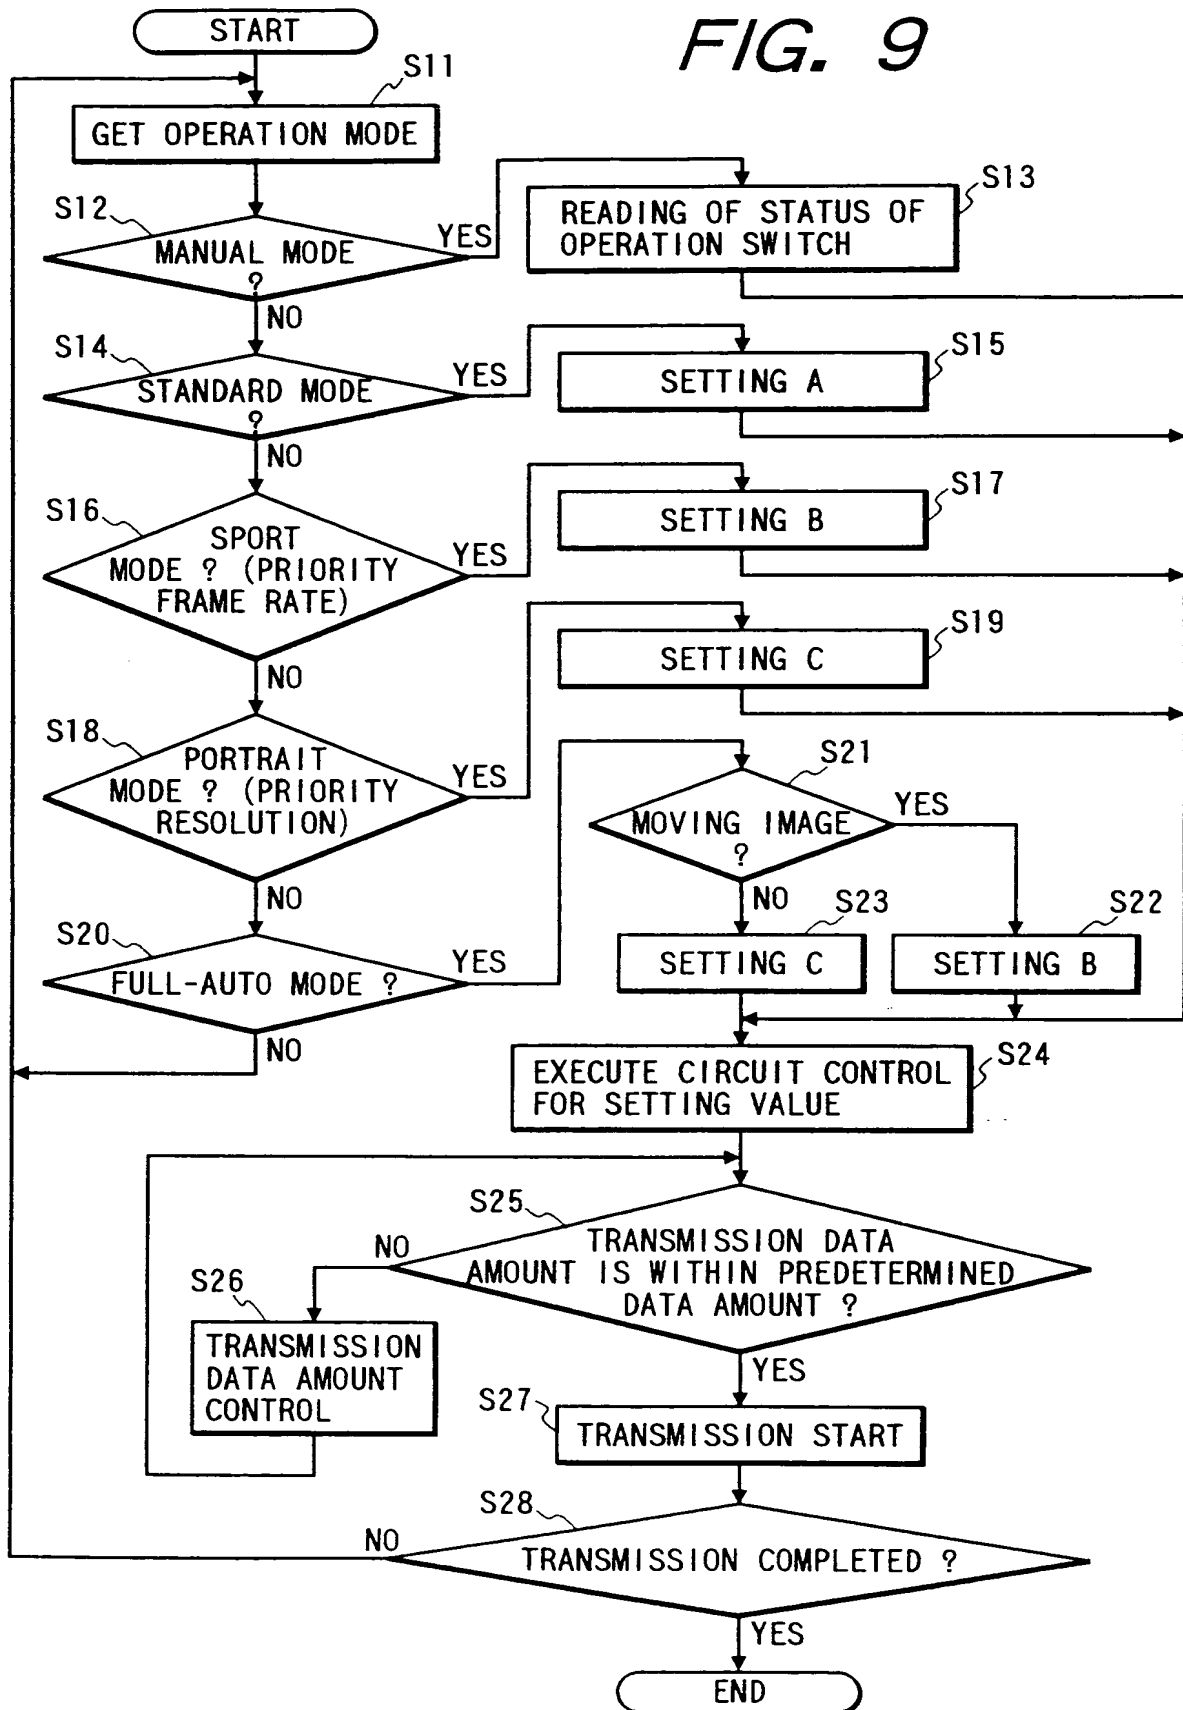 START
FIG. 9
S11
GET OPERATION MODE
S12
MANUAL MODE
?
YES
NO
S13
READING OF STATUS OF
OPERATION SWITCH
S14
STANDARD MODE
?
YES
NO
S15
SETTING A
S16
SPORT
MODE ? (PRIORITY
FRAME RATE)
YES
NO
S17
SETTING B
S18
PORTRAIT
MODE ? (PRIORITY
RESOLUTION)
YES
NO
S19
SETTING C
S20
FULL-AUTO MODE ?
YES
NO
S21
MOVING IMAGE
?
YES
NO
S23
SETTING C
S22
SETTING B
S24
EXECUTE CIRCUIT CONTROL
FOR SETTING VALUE
S25
TRANSMISSION DATA
AMOUNT IS WITHIN PREDETERMINED
DATA AMOUNT ?
NO
YES
S26
TRANSMISSION
DATA AMOUNT
CONTROL
S27
TRANSMISSION START
S28
TRANSMISSION COMPLETED ?
NO
YES
END